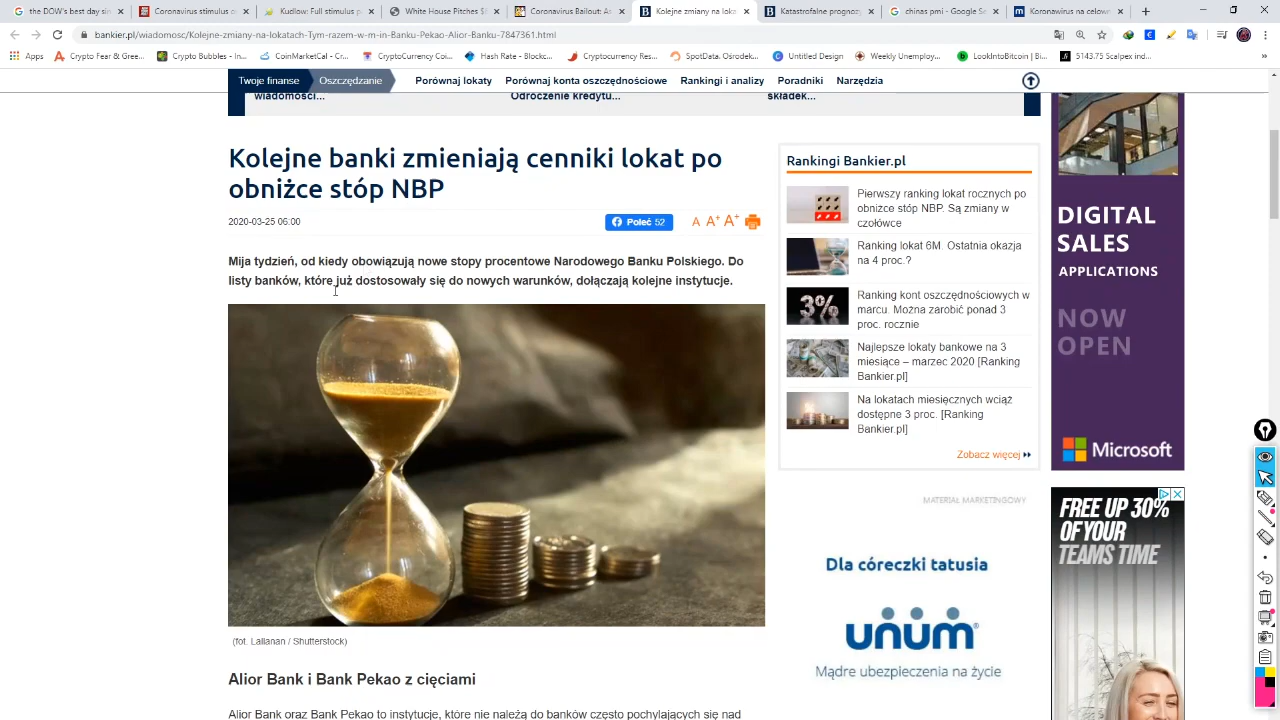 the DOW's best day sin
Coronavirus stimulus d
Kudlow: Full stimulus p
White House Pitches $
Coronavirus Bailout: As
Kolejne zmiany na loka
Katastrofalne prognoz
chinas pmi - Google Se
Koronawirus na celowni
bankier.pl/wiadomosc/Kolejne-zmiany-na-lokatach-Tym-razem-w-m-in-Banku-Pekao-Alior-Banku-7847361.html
Apps
Crypto Fear & Gree...
Crypto Bubbles - In...
CoinMarketCal - Cr...
CryptoCurrency Coi...
Hash Rate - Blockc...
Cryptocurrency Res...
SpotData. Ośrodek...
Untitled Design
Weekly Unemploy...
LookIntoBitcoin | Bi...
5143.75 Scalpex ind...
»
Twoje finanse
Oszczędzanie
Porównaj lokaty
Porównaj konta oszczędnościowe
Rankingi i analizy
Poradniki
Narzędzia
wiadomości...
Odroczenie kredytu...
składek...
Kolejne banki zmieniają cenniki lokat po
obniżce stóp NBP
2020-03-25 06:00
Poleć 52
A A+ A+
Mija tydzień, od kiedy obowiązują nowe stopy procentowe Narodowego Banku Polskiego. Do
listy banków, które już dostosowały się do nowych warunków, dołączają kolejne instytucje.
(fot. Lallanan / Shutterstock)
Alior Bank i Bank Pekao z cięciami
Alior Bank oraz Bank Pekao to instytucje, które nie należą do banków często pochylających się nad
Rankingi Bankier.pl
Pierwszy ranking lokat rocznych po
obniżce stóp NBP. Są zmiany w
czołówce
Ranking lokat 6M. Ostatnia okazja
na 4 proc.?
3%
Ranking kont oszczędnościowych w
marcu. Można zarobić ponad 3
proc. rocznie
Najlepsze lokaty bankowe na 3
miesiące – marzec 2020 [Ranking
Bankier.pl]
Na lokatach miesięcznych wciąż
dostępne 3 proc. [Ranking
Bankier.pl]
Zobacz więcej
MATERIAŁ MARKETINGOWY
Dla córeczki tatusia
unum®
Mądre ubezpieczenia na życie
DIGITAL
SALES
APPLICATIONS
NOW
OPEN
Microsoft
FREE UP 30%
OF YOUR
TEAMS TIME